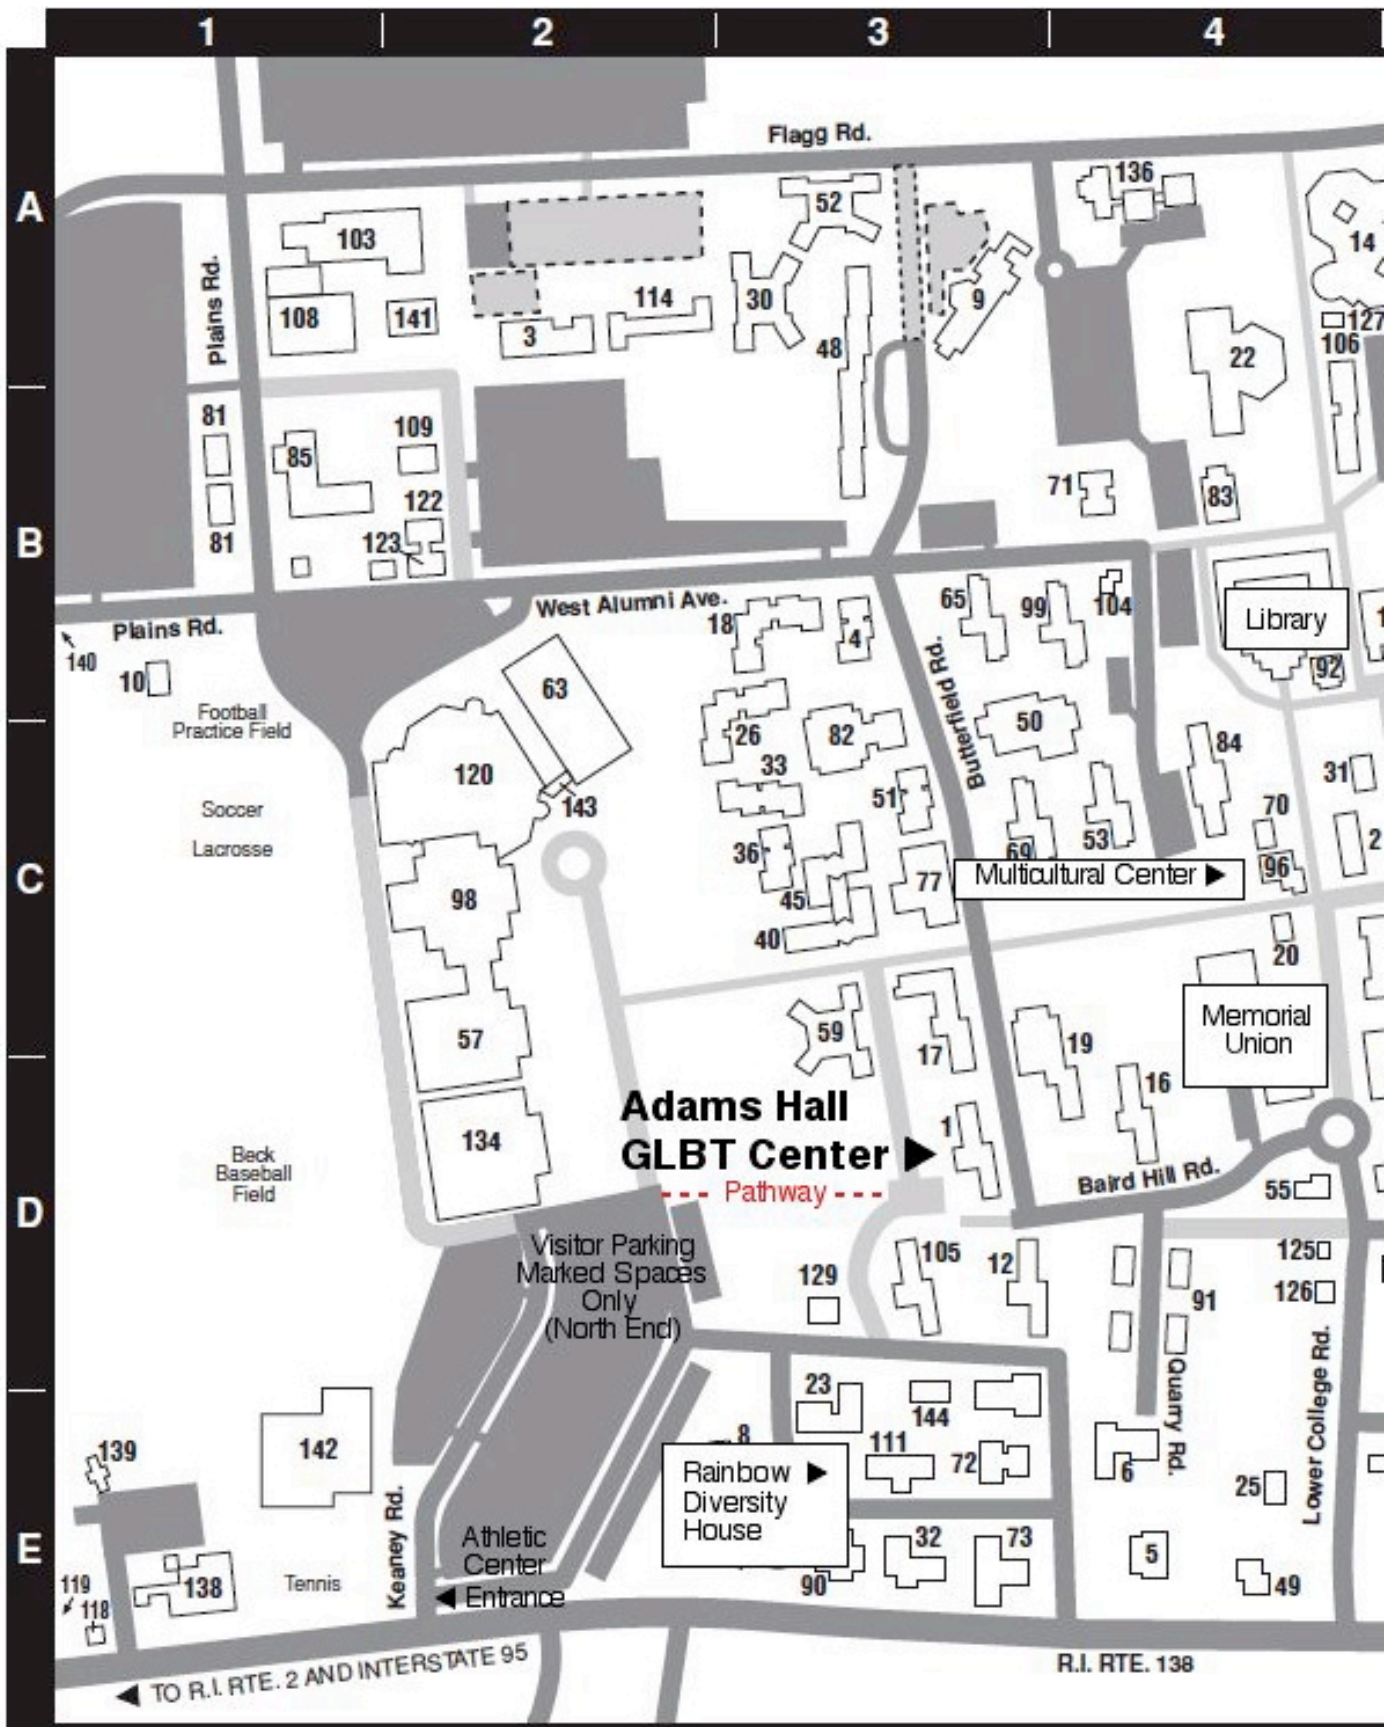 1
2
3
4
A
B
C
D
E
Flagg Rd.
136
52
14
103
Plains Rd.
108
141
3
114
30
48
9
22
127
106
81
85
109
71
83
122
81
123
West Alumni Ave.
Plains Rd.
140
10
18
4
65
99
104
Library
92
63
Football
Practice Field
26
82
Butterfield Rd.
50
84
120
33
31
Soccer
143
51
70
Lacrosse
36
69
53
2
98
45
77
Multicultural Center ▶
96
40
20
57
59
17
19
Memorial
Union
16
Adams Hall
GLBT Center ▶
1
134
Pathway
Baird Hill Rd.
Beck
Baseball
Field
55
Visitor Parking
Marked Spaces
Only
(North End)
129
105
12
125
91
126
Quarry Rd.
Lower College Rd.
23
144
8
111
72
6
25
139
142
Rainbow ▶
Diversity
House
Keaney Rd.
Athletic
Center
◀ Entrance
90
32
73
5
49
119
118
138
Tennis
◀ TO R.I. RTE. 2 AND INTERSTATE 95
R.I. RTE. 138